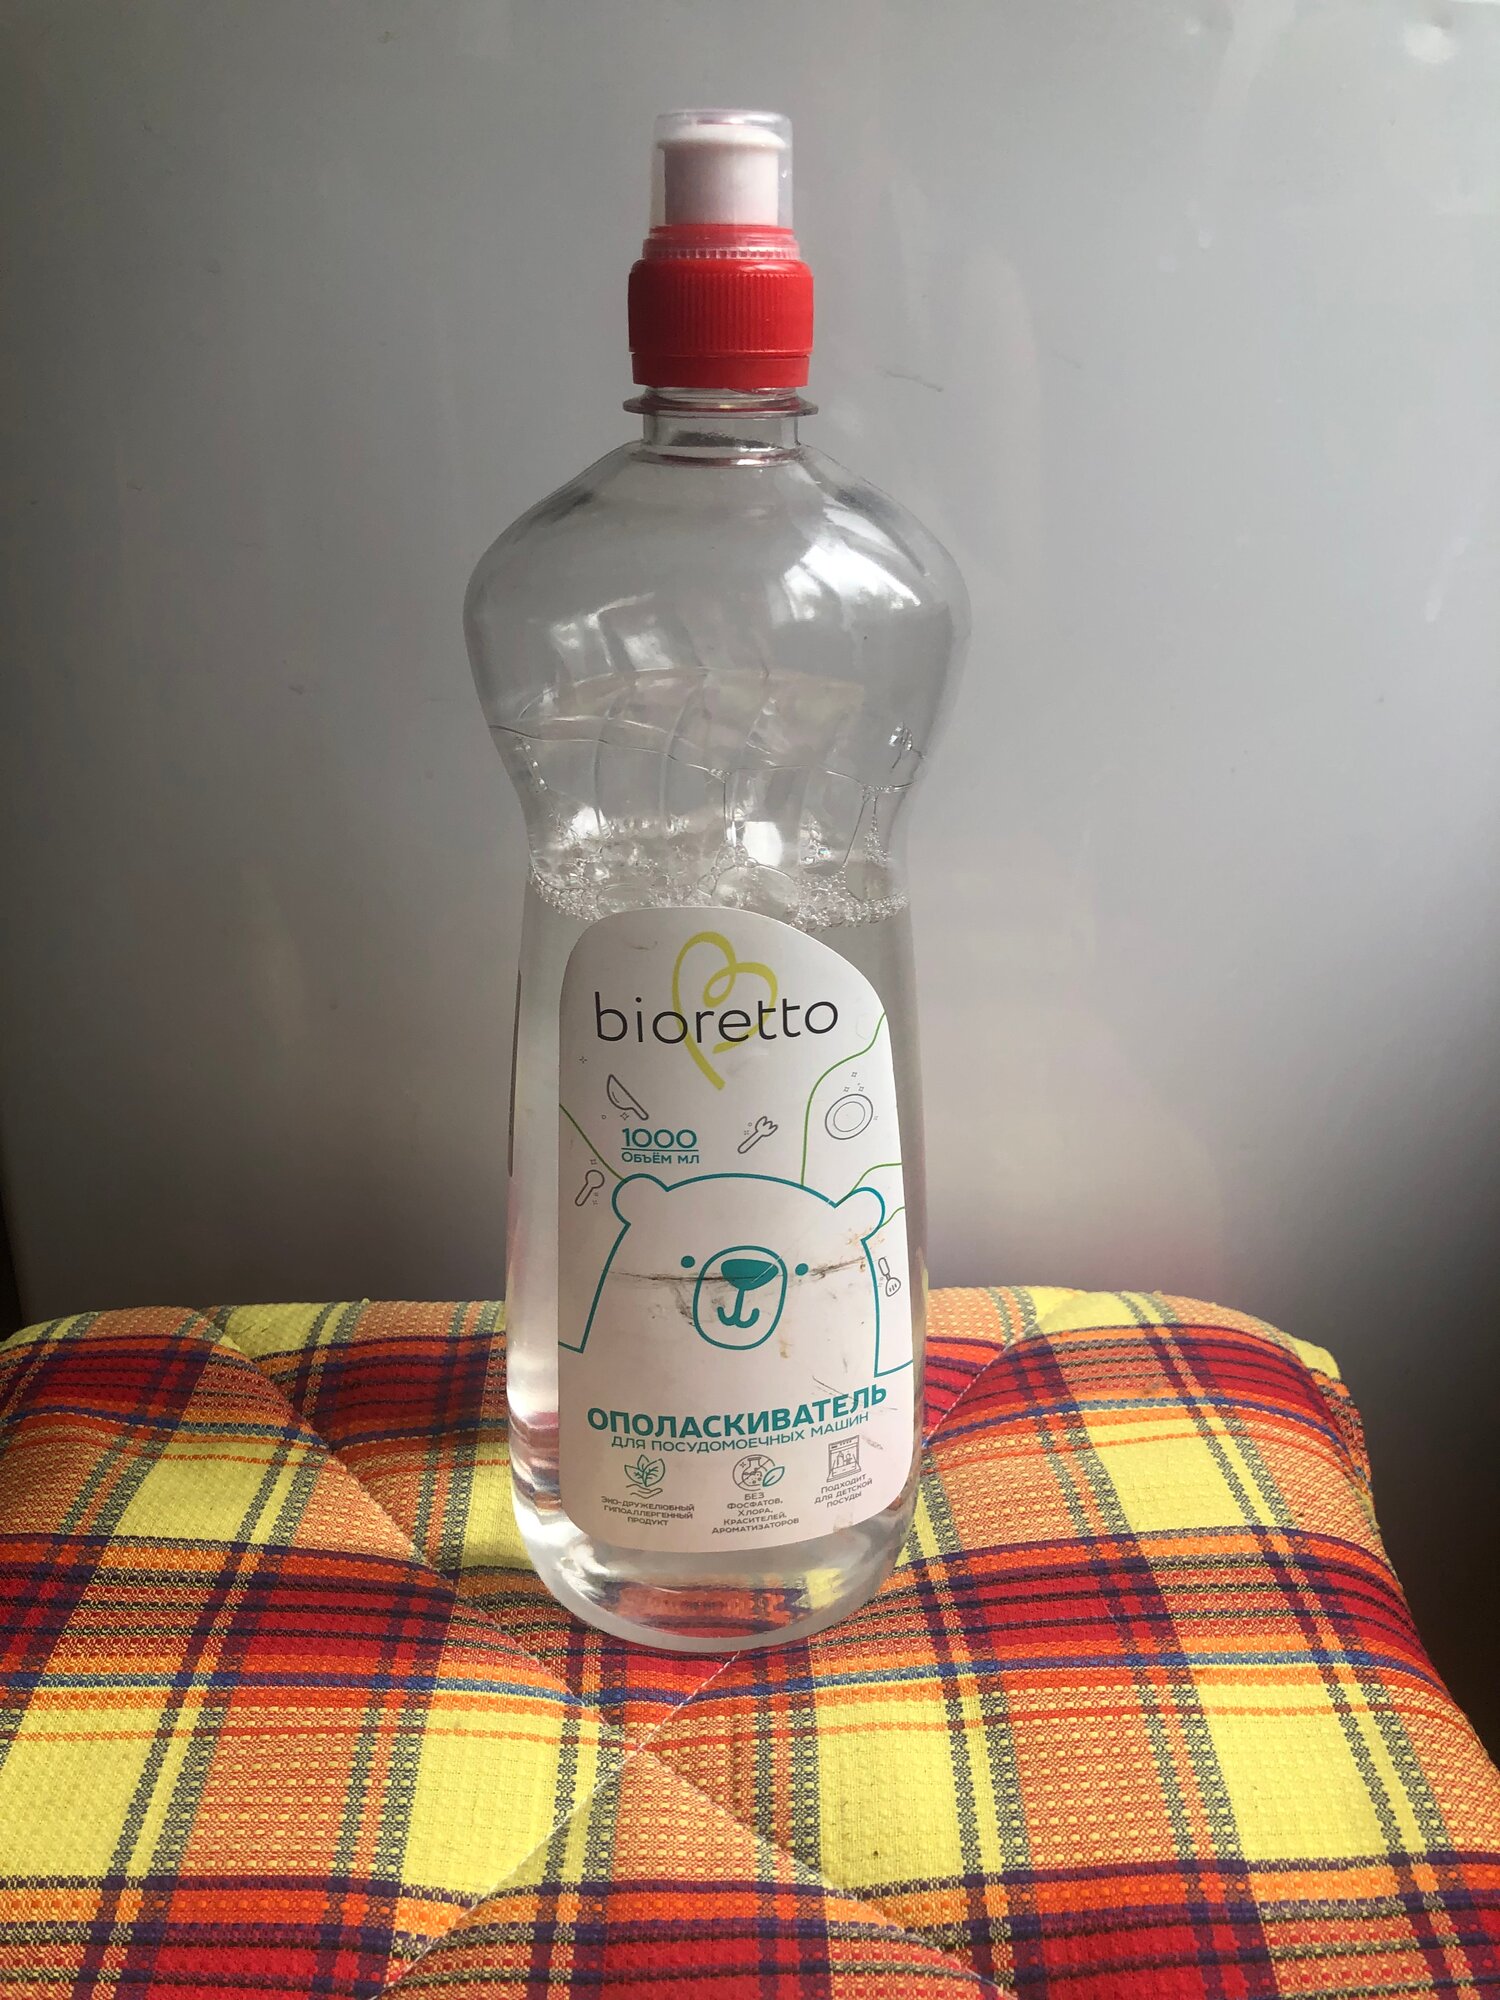 bioretto
1000
Объём мл
ОПОЛАСКИВАТЕЛЬ
ДЛЯ ПОСУДОМОЕЧНЫХ МАШИН
Эко-дружелюбный
гипоаллергенный
продукт
Без
фосфатов,
хлора,
красителей,
ароматизаторов
Подходит
для детской
посуды